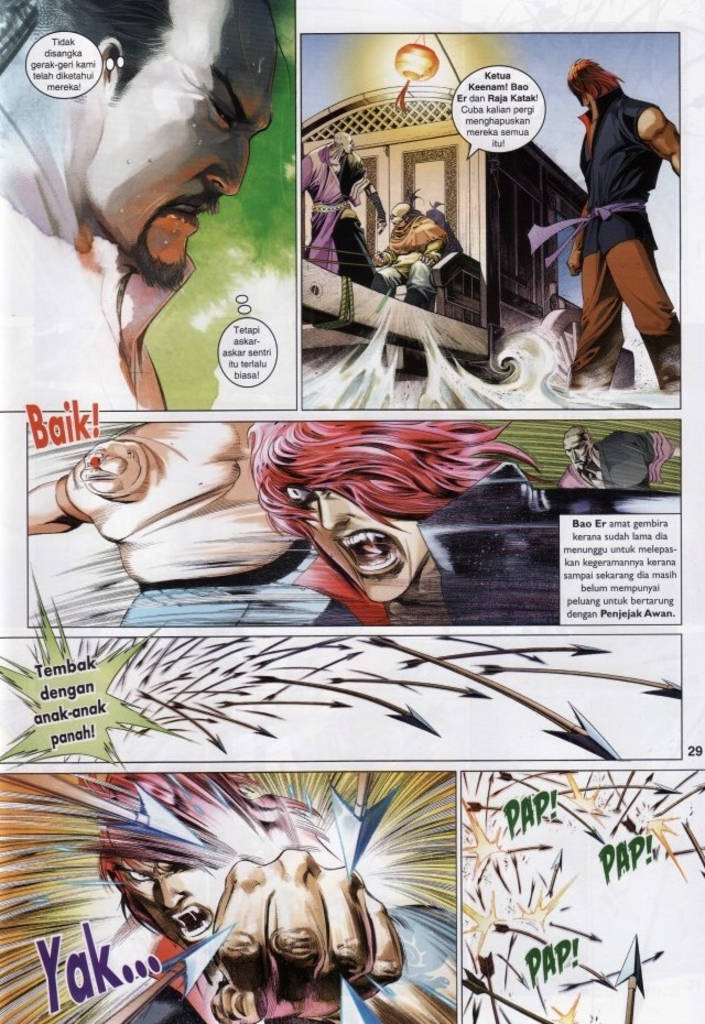 Tidak
disangka
gerak-geri kami
telah diketahui
mereka!
Tetapi
askar-
askar sentri
itu terlalu
biasa!
Ketua
Keenam! Bao
Er dan Raja Katak!
Cuba kalian pergi
menghapuskan
mereka semua
itu!
Baik!
Bao Er amat gembira
kerana sudah lama dia
menunggu untuk melepas-
kan kegeramannya kerana
sampai sekarang dia masih
belum mempunyai
peluang untuk bertarung
dengan Penjejak Awan.
Tembak
dengan
anak-anak
panah!
29
Yak...
PAP!
PAP!
PAP!